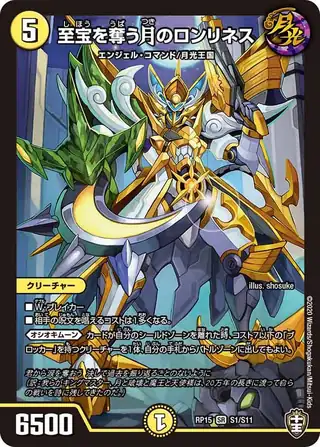 5
しほう うば つき
至宝を奪う月のロンリネス
エンジェル・コマンド/月光王国
月光
illus. shosuke
クリーチャー
■W・ブレイカー
■相手の呪文を唱えるコストは1多くなる。
オシオキムーン カードが自分のシールドゾーンを離れた時、コスト7以下の「ブロッカー」を持つクリーチャーを1体、自分の手札からバトルゾーンに出してもよい。
6500
1
RP15 SR S1/S11
©2020 Wizards/Shogakukan/Mitsui-Kids